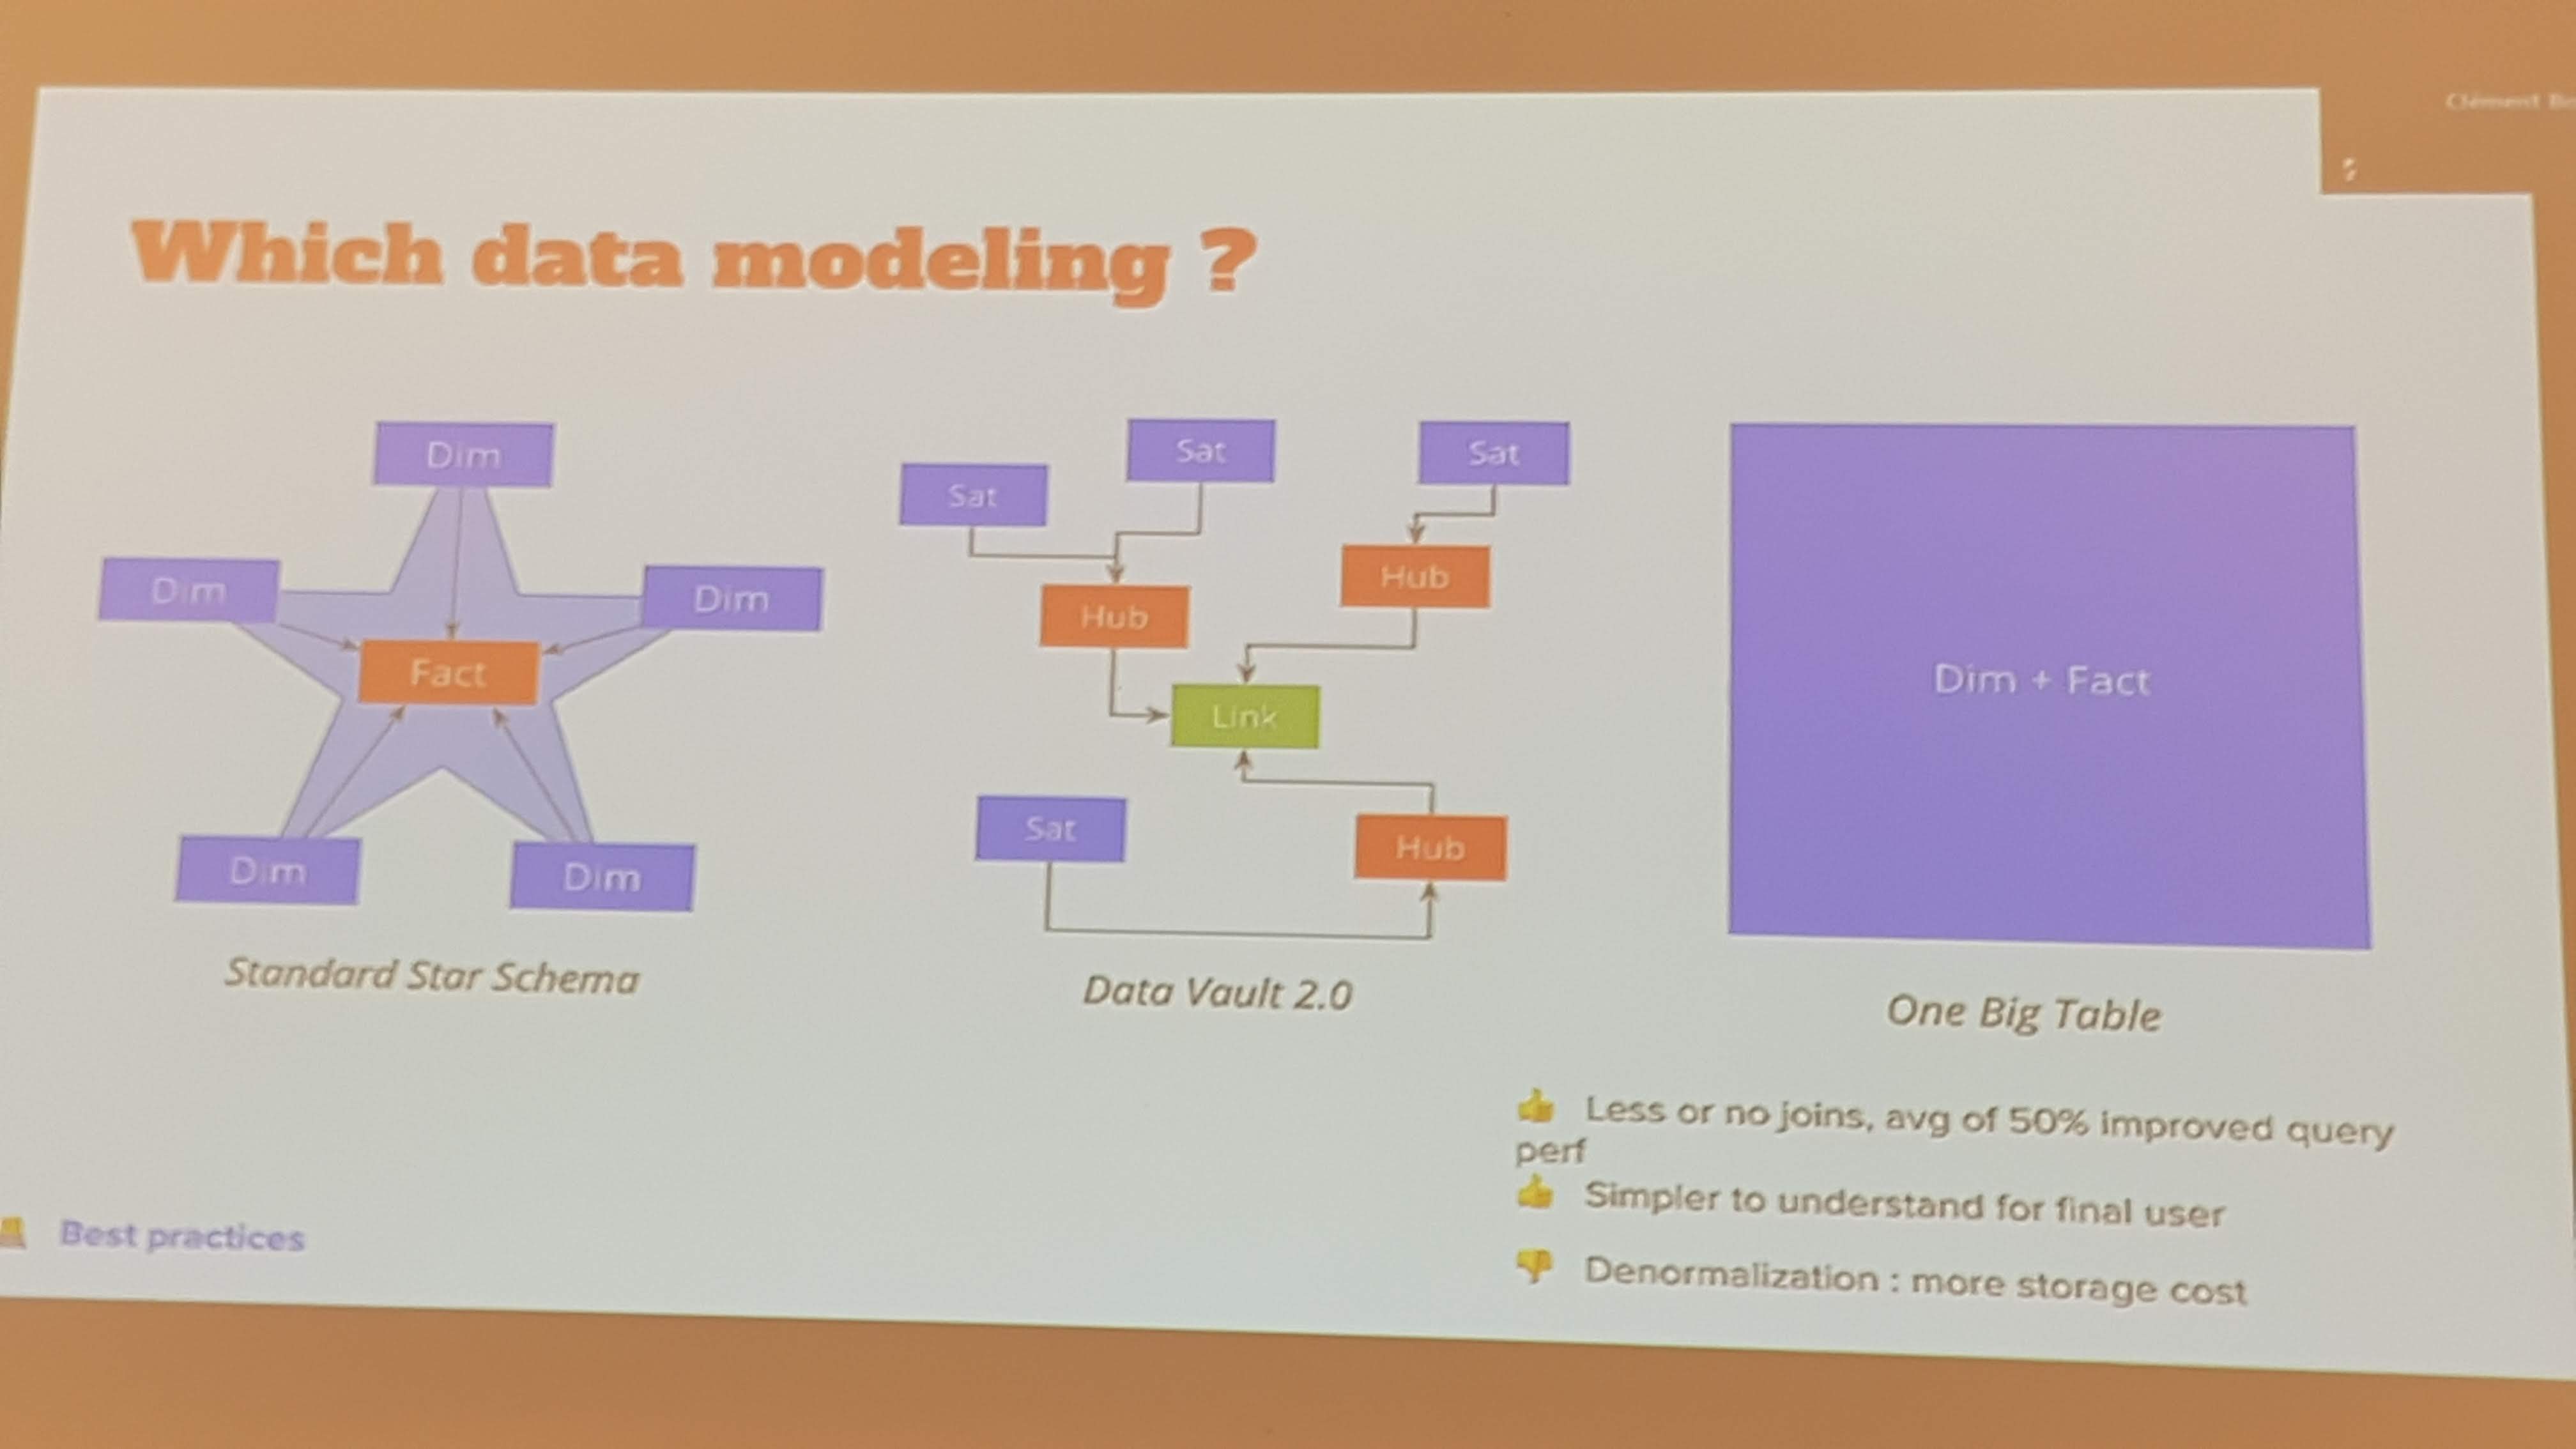 Clément
Which data modeling ?
Dim
Dim
Dim
Fact
Dim
Dim
Standard Star Schema
Sat
Sat
Sat
Hub
Hub
Link
Sat
Hub
Data Vault 2.0
Dim + Fact
One Big Table
👍 Less or no joins, avg of 50% improved query
perf
👍 Simpler to understand for final user
👎 Denormalization : more storage cost
Best practices